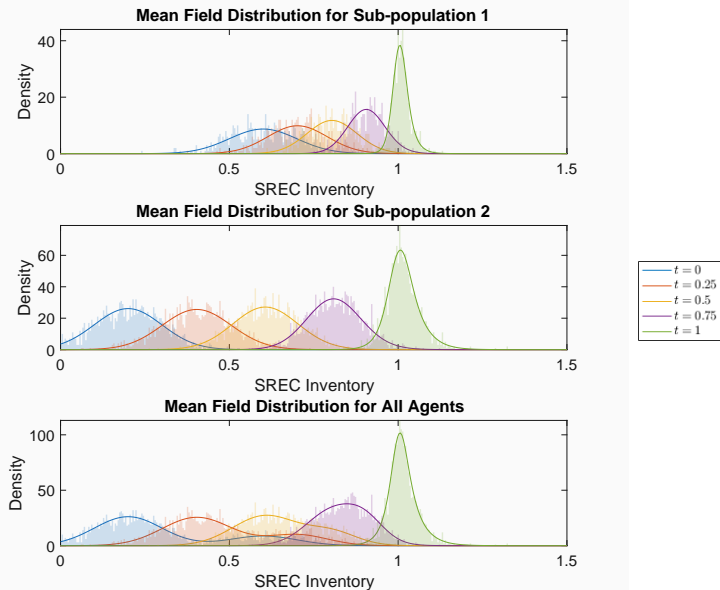 Mean Field Distribution for Sub-population 1
40
20
0
Density
0 0.5 1 1.5
SREC Inventory
Mean Field Distribution for Sub-population 2
60
40
20
0
Density
0 0.5 1 1.5
SREC Inventory
t = 0
t = 0.25
t = 0.5
t = 0.75
t = 1
Mean Field Distribution for All Agents
100
50
0
Density
0 0.5 1 1.5
SREC Inventory